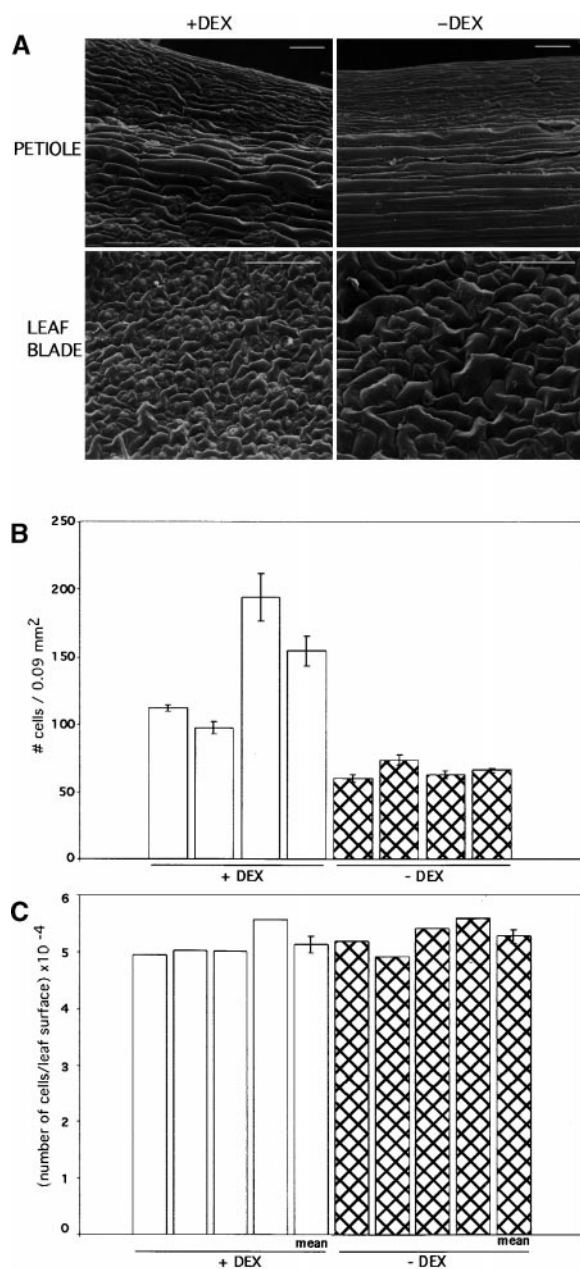 +DEX −DEX
A
PETIOLE
LEAF
BLADE
B
250
200
150
100
50
0
# cells / 0.09 mm2
+ DEX - DEX
C
6
5
4
3
2
1
0
(number of cells/leaf surface) x10 -4
mean mean
+ DEX - DEX